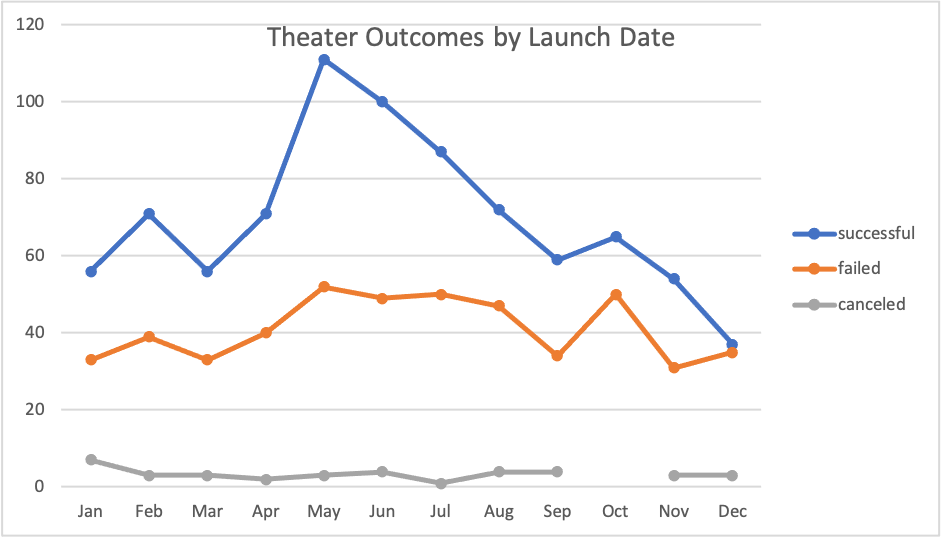 Theater Outcomes by Launch Date
120
100
80
60
40
20
0
Jan Feb Mar Apr May Jun Jul Aug Sep Oct Nov Dec
successful
failed
canceled